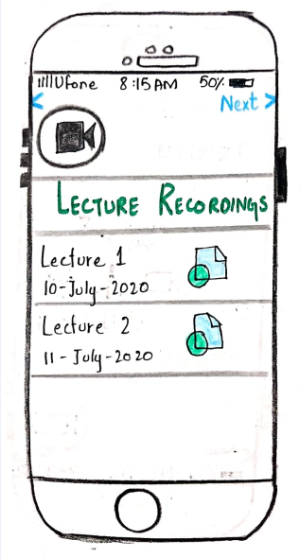 Ufone 8:15 AM 50%
< Next >
LECTURE RECORDINGS
Lecture 1
10-July-2020
Lecture 2
11-July-2020